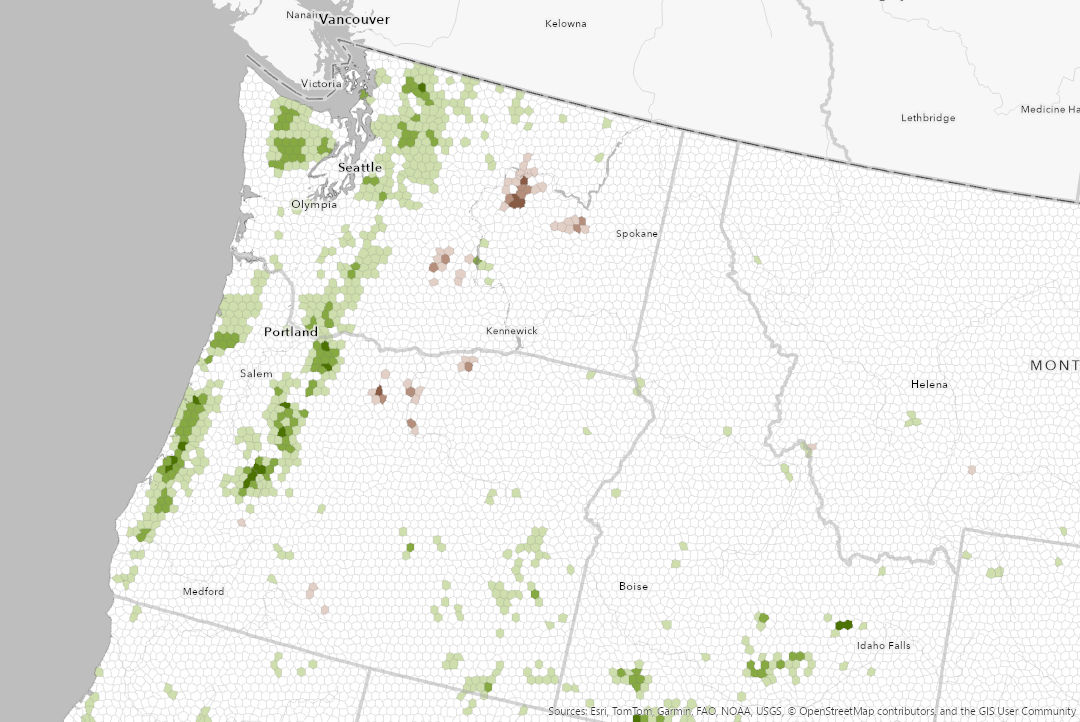 Nanain
Vancouver
Kelowna
Victoria
Medicine Ha
Lethbridge
Seattle
Olympia
Spokane
Portland
Kennewick
MONT
Salem
Helena
Medford
Boise
Idaho Falls
Sources: Esri, TomTom, Garmin, FAO, NOAA, USGS, © OpenStreetMap contributors, and the GIS User Community